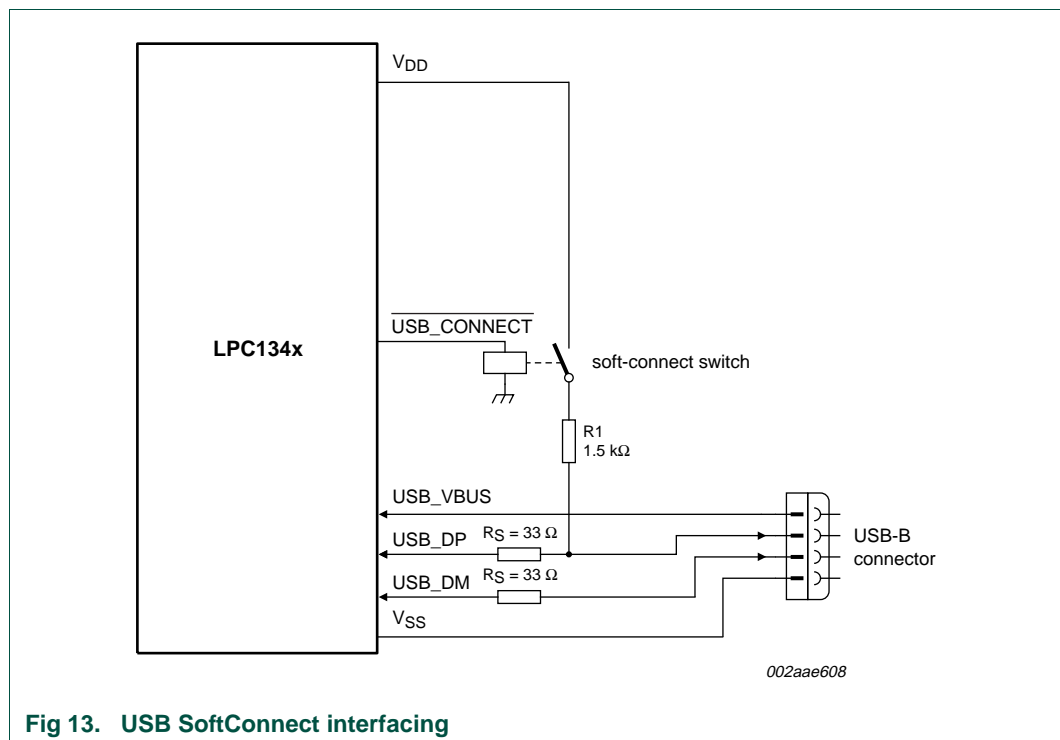 VDD
USB_CONNECT
LPC134x
soft-connect switch
R1
1.5 kΩ
USB_VBUS
USB_DP
RS = 33 Ω
USB-B
connector
USB_DM
RS = 33 Ω
VSS
002aae608
Fig 13. USB SoftConnect interfacing